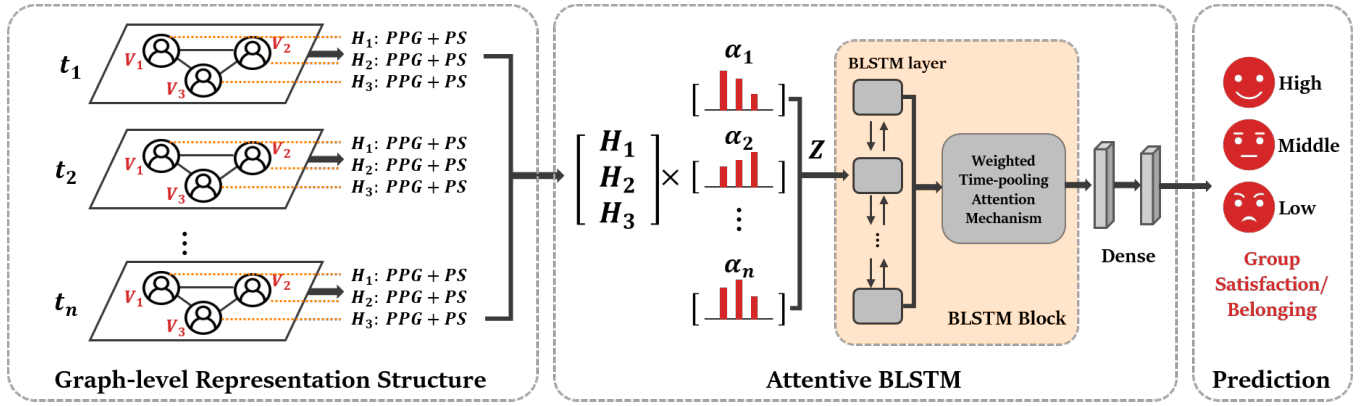 t1
V1
V2
V3
H1: PPG + PS
H2: PPG + PS
H3: PPG + PS
t2
V1
V2
V3
H1: PPG + PS
H2: PPG + PS
H3: PPG + PS
⋮
tn
V1
V2
V3
H1: PPG + PS
H2: PPG + PS
H3: PPG + PS
Graph-level Representation Structure
H1
H2
H3
×
α1
α2
⋮
αn
Z
BLSTM layer
⋮
Weighted
Time-pooling
Attention
Mechanism
BLSTM Block
Dense
Attentive BLSTM
High
Middle
Low
Group
Satisfaction/
Belonging
Prediction